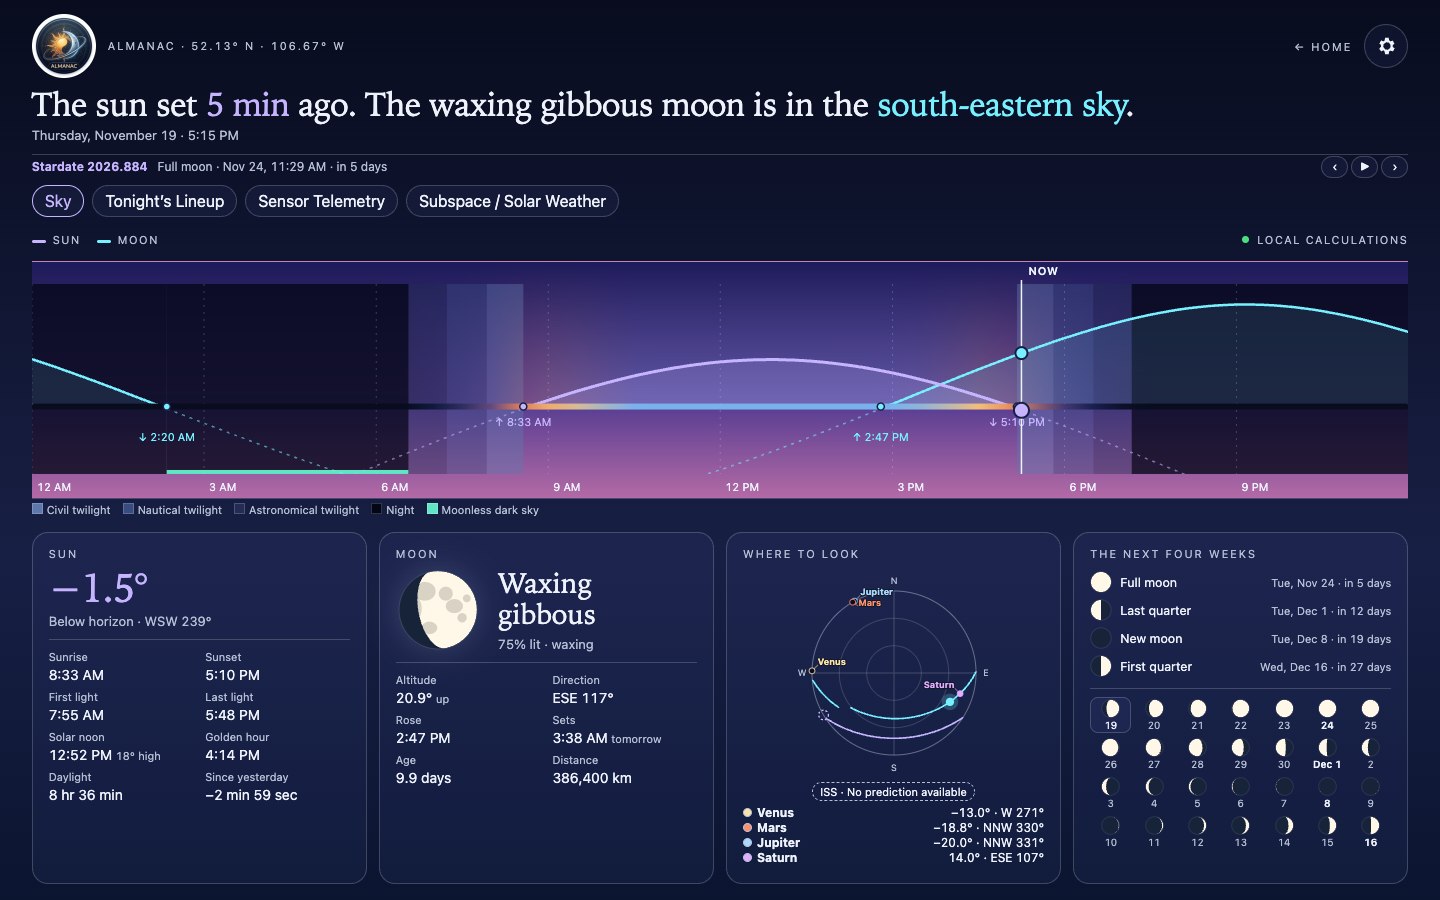 ALMANAC
ALMANAC · 52.13° N · 106.67° W
← HOME
The sun set 5 min ago. The waxing gibbous moon is in the south-eastern sky.
Thursday, November 19 · 5:15 PM
Stardate 2026.884 Full moon · Nov 24, 11:29 AM · in 5 days
‹ ▶ ›
Sky Tonight's Lineup Sensor Telemetry Subspace / Solar Weather
SUN MOON
LOCAL CALCULATIONS
NOW
↑ 8:33 AM
↓ 5:10 PM
↓ 2:20 AM
↑ 2:47 PM
12 AM 3 AM 6 AM 9 AM 12 PM 3 PM 6 PM 9 PM
Civil twilight Nautical twilight Astronomical twilight Night Moonless dark sky
SUN
−1.5°
Below horizon · WSW 239°
Sunrise Sunset
8:33 AM 5:10 PM
First light Last light
7:55 AM 5:48 PM
Solar noon Golden hour
12:52 PM 18° high 4:14 PM
Daylight Since yesterday
8 hr 36 min −2 min 59 sec
MOON
Waxing
gibbous
75% lit · waxing
Altitude Direction
20.9° up ESE 117°
Rose Sets
2:47 PM 3:38 AM tomorrow
Age Distance
9.9 days 386,400 km
WHERE TO LOOK
N
Jupiter
Mars
Venus
W E
Saturn
S
ISS · No prediction available
Venus −13.0° · W 271°
Mars −18.8° · NNW 330°
Jupiter −20.0° · NNW 331°
Saturn 14.0° · ESE 107°
THE NEXT FOUR WEEKS
Full moon Tue, Nov 24 · in 5 days
Last quarter Tue, Dec 1 · in 12 days
New moon Tue, Dec 8 · in 19 days
First quarter Wed, Dec 16 · in 27 days
19 20 21 22 23 24 25
26 27 28 29 30 Dec 1 2
3 4 5 6 7 8 9
10 11 12 13 14 15 16